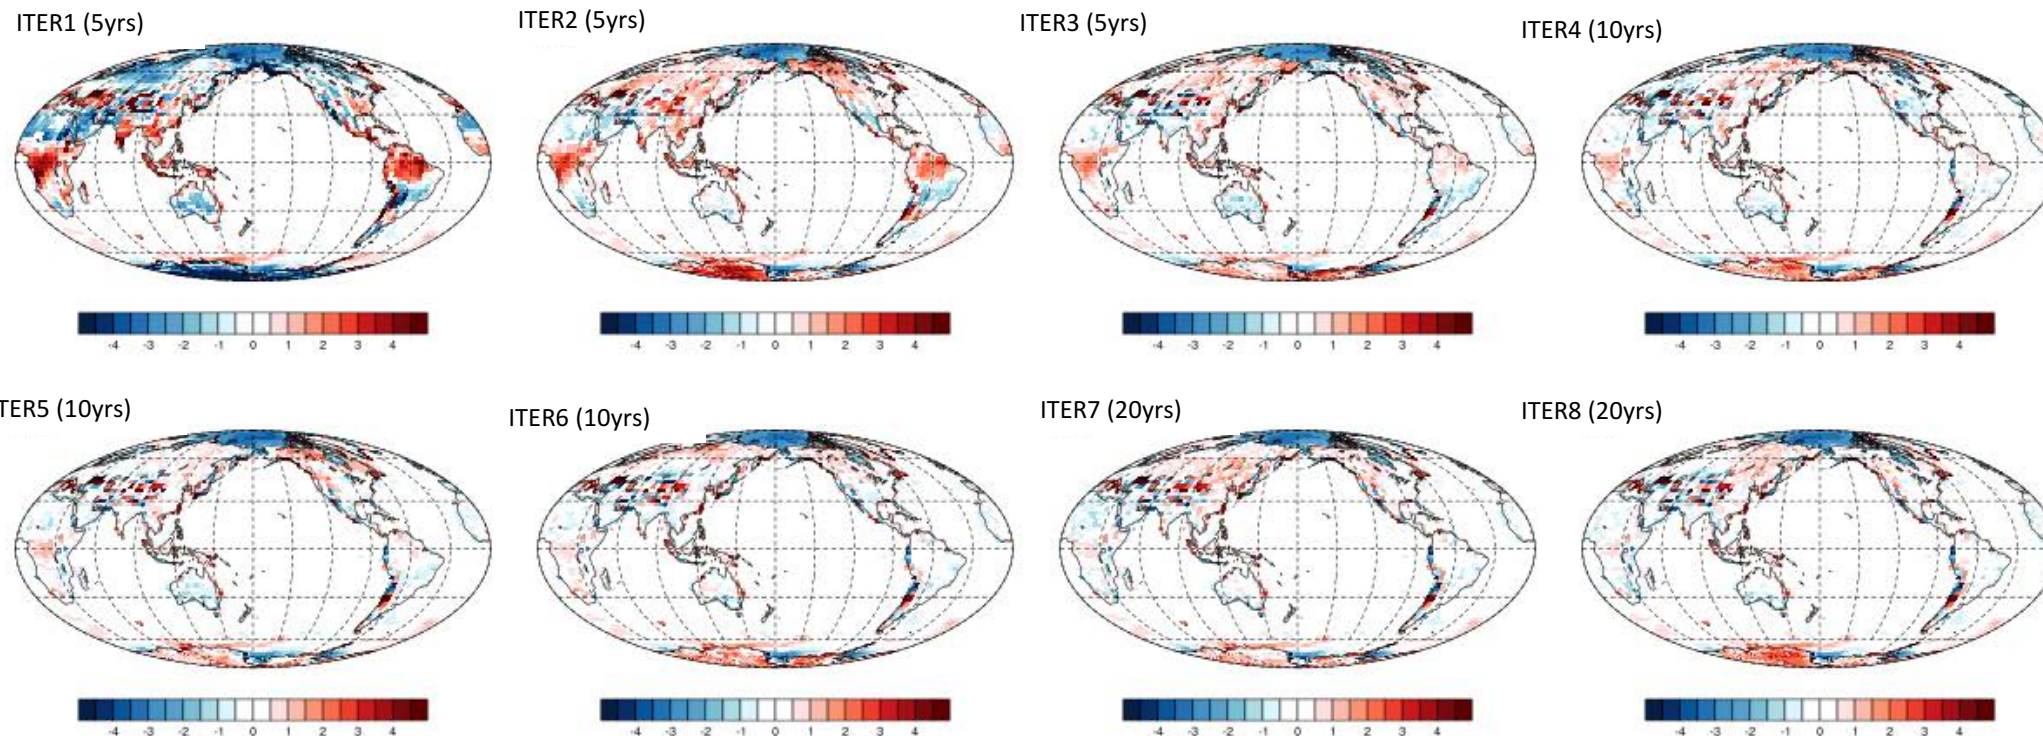 ITER1 (5yrs)
ITER2 (5yrs)
ITER3 (5yrs)
ITER4 (10yrs)
-4 -3 -2 -1 0 1 2 3 4
-4 -3 -2 -1 0 1 2 3 4
-4 -3 -2 -1 0 1 2 3 4
-4 -3 -2 -1 0 1 2 3 4
TER5 (10yrs)
ITER6 (10yrs)
ITER7 (20yrs)
ITER8 (20yrs)
-4 -3 -2 -1 0 1 2 3 4
-4 -3 -2 -1 0 1 2 3 4
-4 -3 -2 -1 0 1 2 3 4
-4 -3 -2 -1 0 1 2 3 4